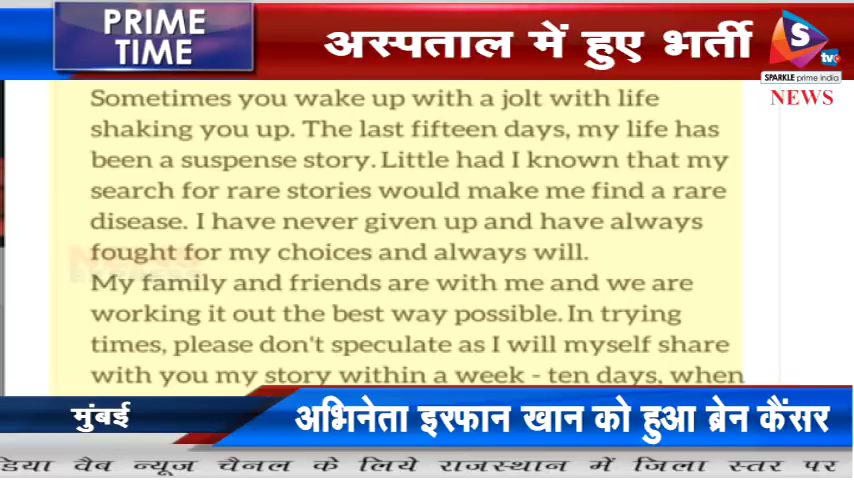 PRIME
TIME
अस्पताल में हुए भर्ती
S
tv
SPARKLE prime india
NEWS
Sometimes you wake up with a jolt with life
shaking you up. The last fifteen days, my life has
been a suspense story. Little had I known that my
search for rare stories would make me find a rare
disease. I have never given up and have always
fought for my choices and always will.
My family and friends are with me and we are
working it out the best way possible. In trying
times, please don't speculate as I will myself share
with you my story within a week - ten days, when
मुंबई
अभिनेता इरफान खान को हुआ ब्रेन कैंसर
डिया वैब न्यूज चैनल के लिये राजस्थान में जिला स्तर पर